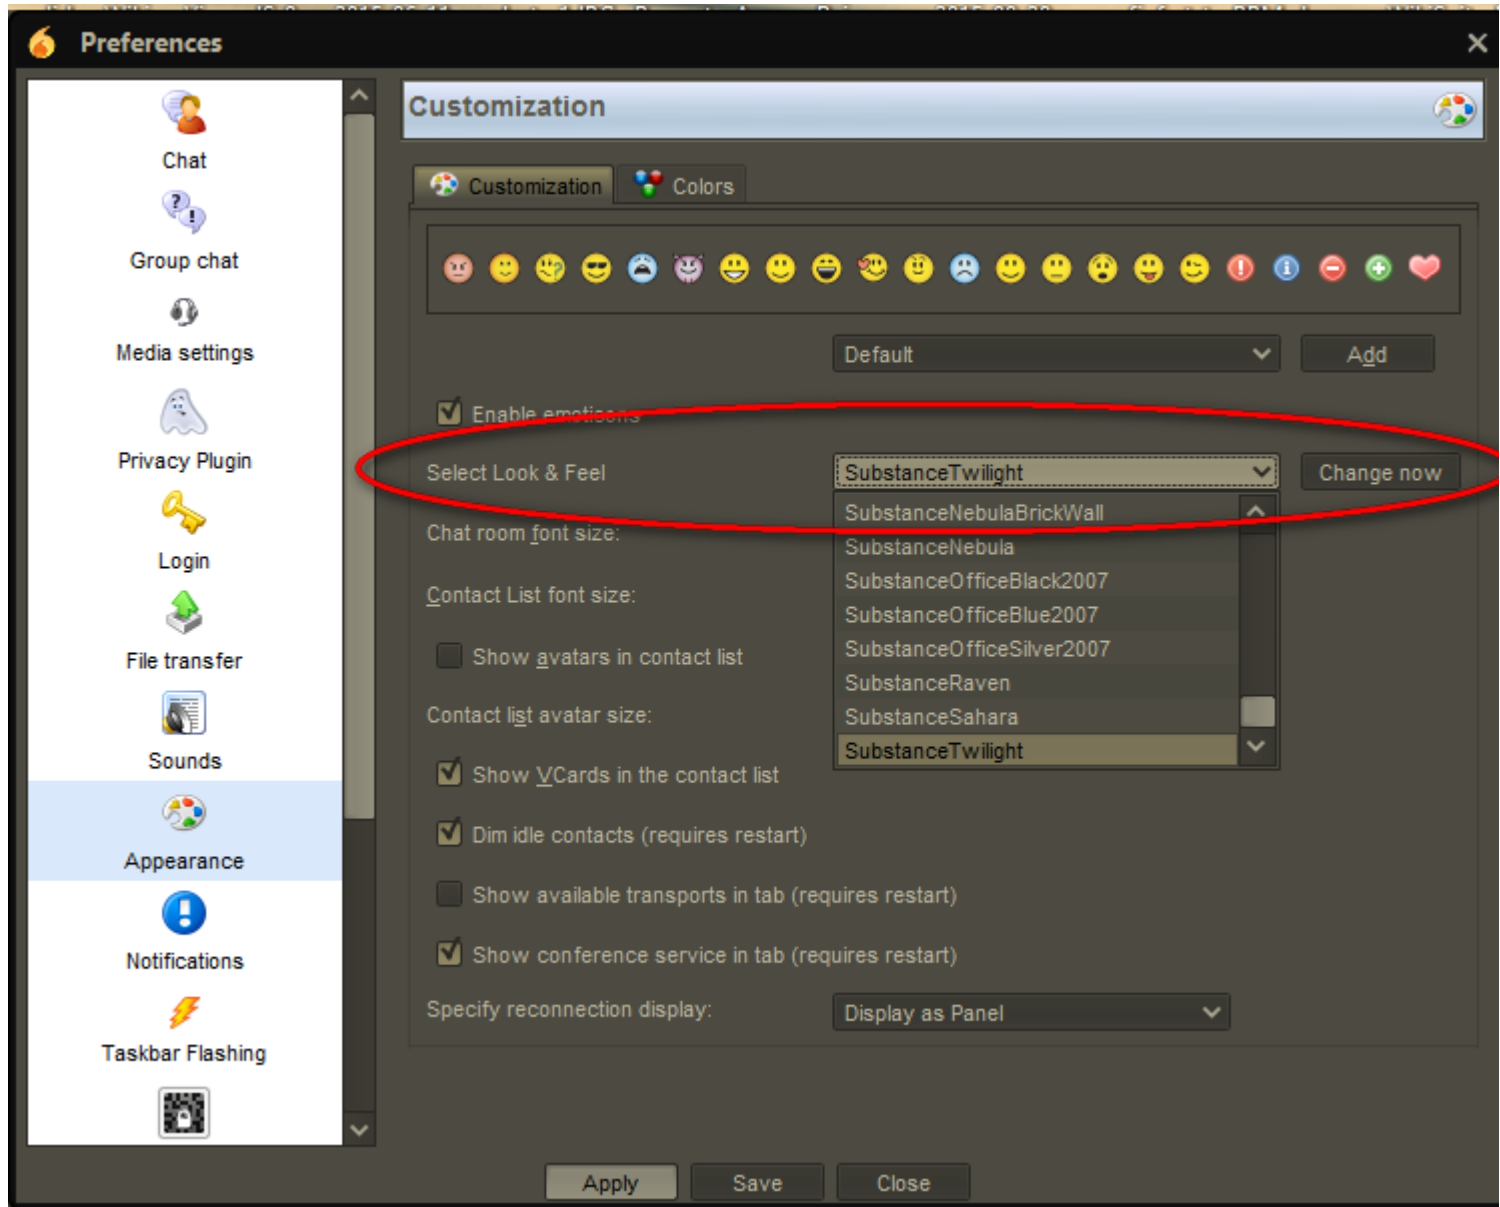 Preferences
Chat
Group chat
Media settings
Privacy Plugin
Login
File transfer
Sounds
Appearance
Notifications
Taskbar Flashing
Customization
Customization
Colors
Default
Add
Enable emoticons
Select Look & Feel
SubstanceTwilight
Change now
SubstanceNebulaBrickWall
SubstanceNebula
SubstanceOfficeBlack2007
SubstanceOfficeBlue2007
SubstanceOfficeSilver2007
SubstanceRaven
SubstanceSahara
SubstanceTwilight
Chat room font size:
Contact List font size:
Show avatars in contact list
Contact list avatar size:
Show VCards in the contact list
Dim idle contacts (requires restart)
Show available transports in tab (requires restart)
Show conference service in tab (requires restart)
Specify reconnection display:
Display as Panel
Apply
Save
Close